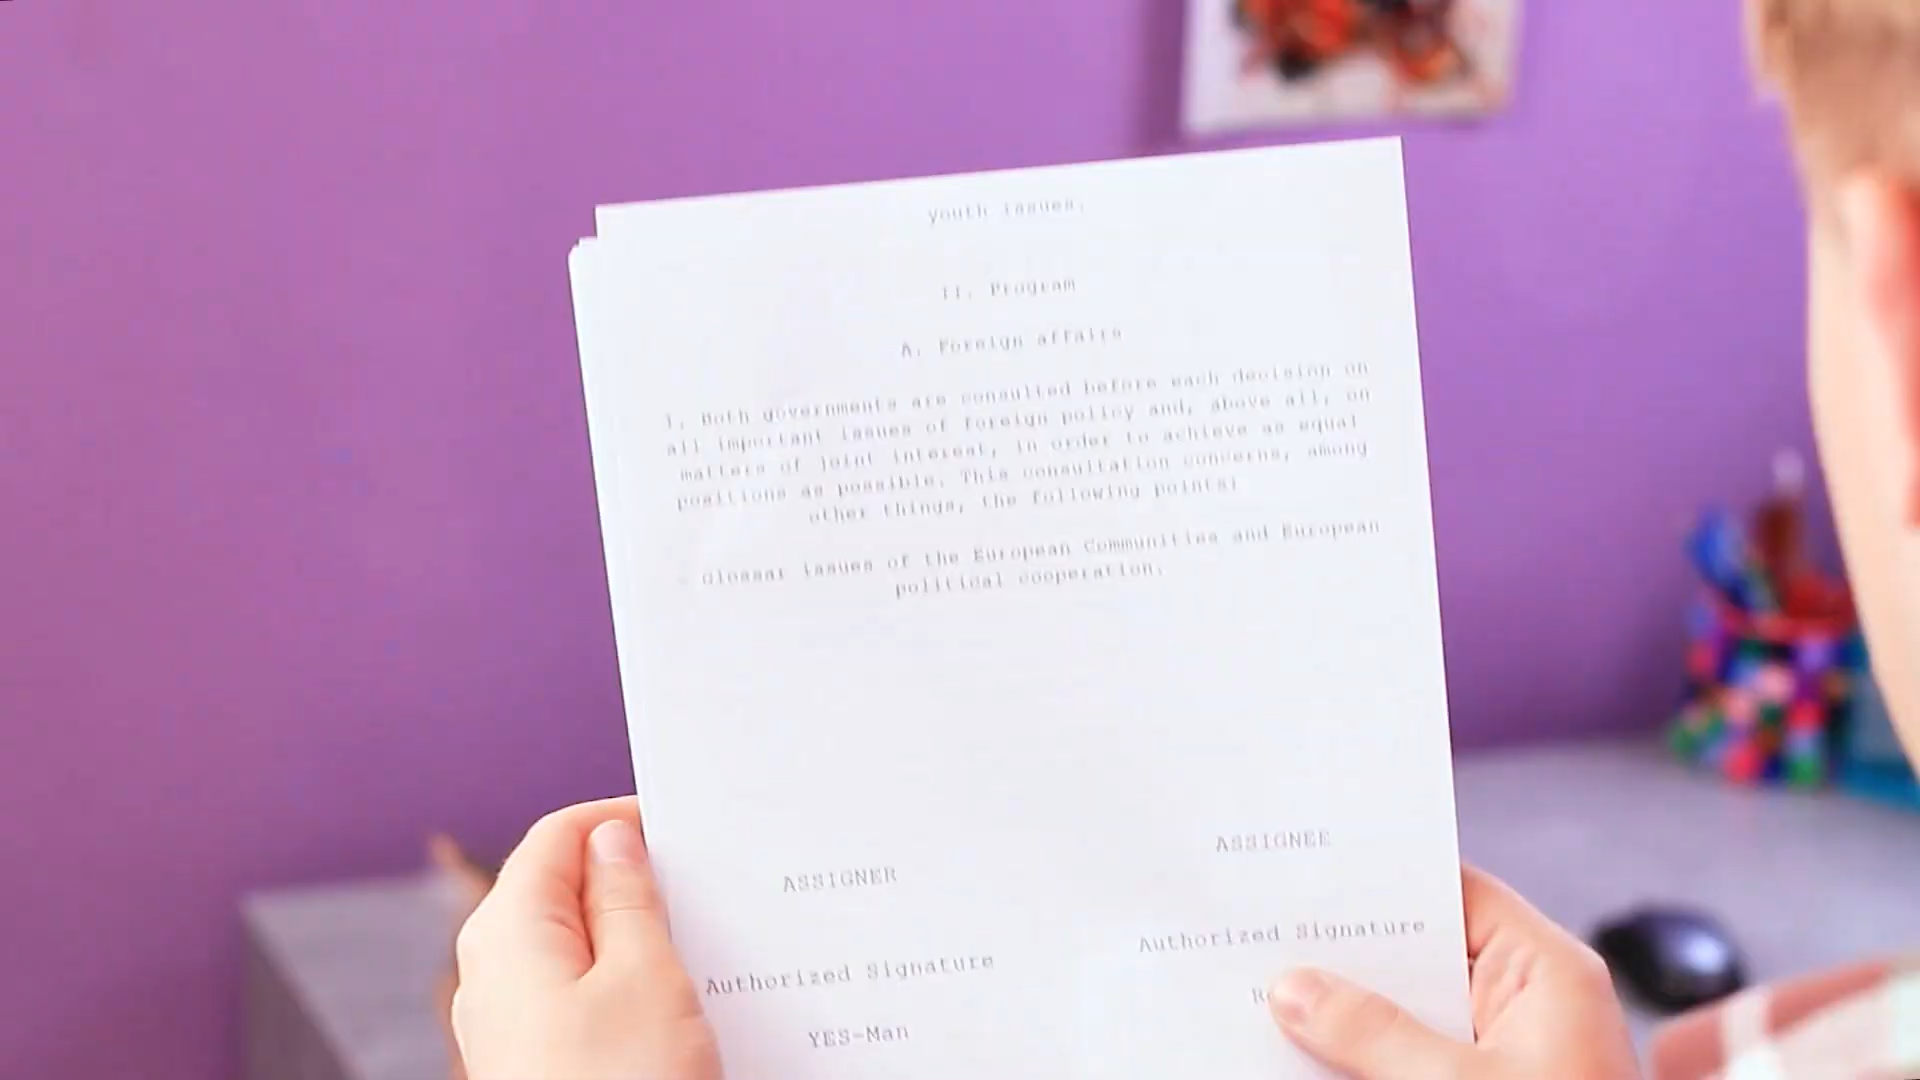 youth issues.
II. Program
A. Foreign affairs
1. Both governments are consulted before each decision on
all important issues of foreign policy and, above all, on
matters of joint interest, in order to achieve as equal
positions as possible. This consultation concerns, among
other things, the following points:
- Glossar issues of the European Communities and European
political cooperation.
ASSIGNER
ASSIGNEE
Authorized Signature
Authorized Signature
YES-Man